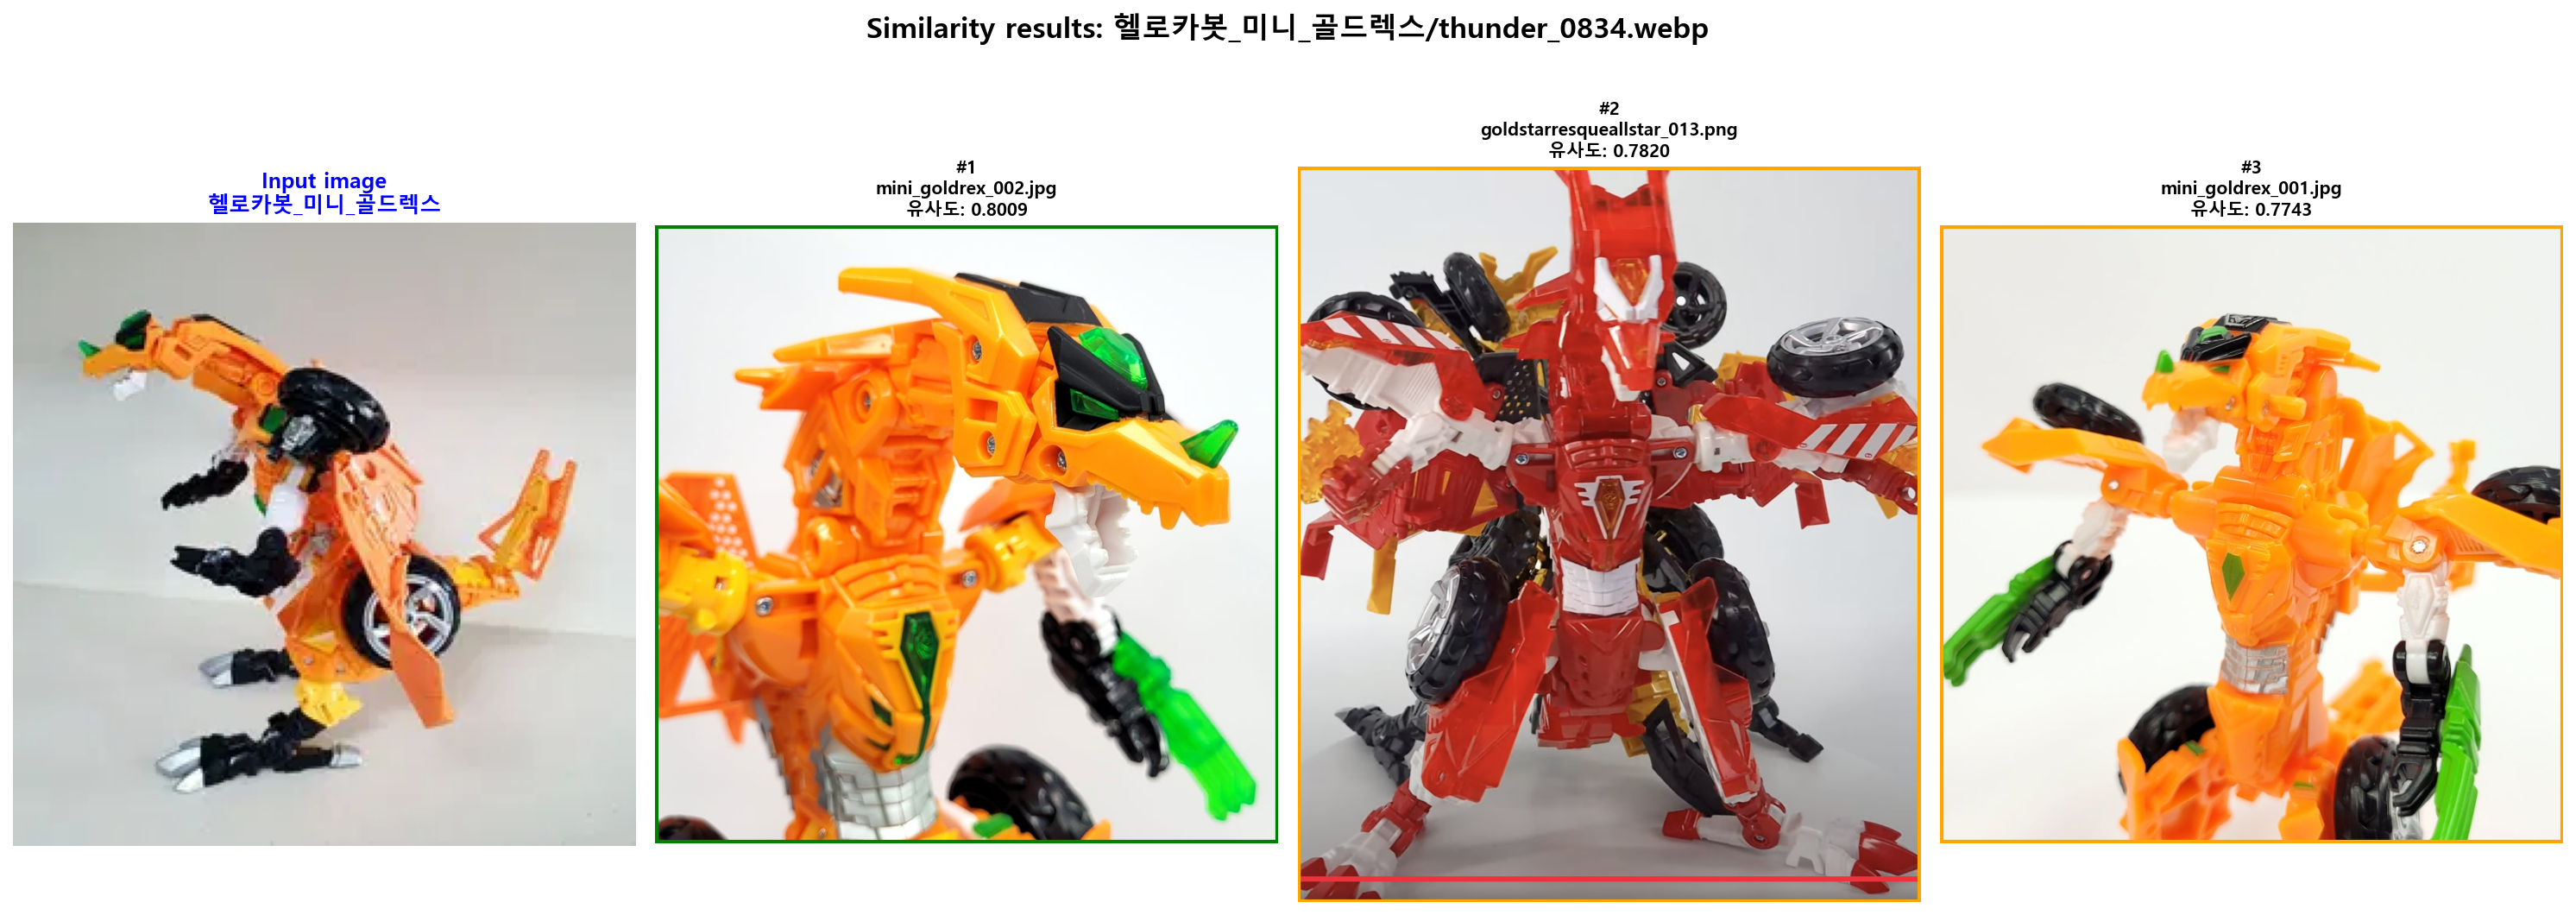 Similarity results: 헬로카봇_미니_골드렉스/thunder_0834.webp
Input image
헬로카봇_미니_골드렉스
#1
mini_goldrex_002.jpg
유사도: 0.8009
#2
goldstarresqueallstar_013.png
유사도: 0.7820
#3
mini_goldrex_001.jpg
유사도: 0.7743